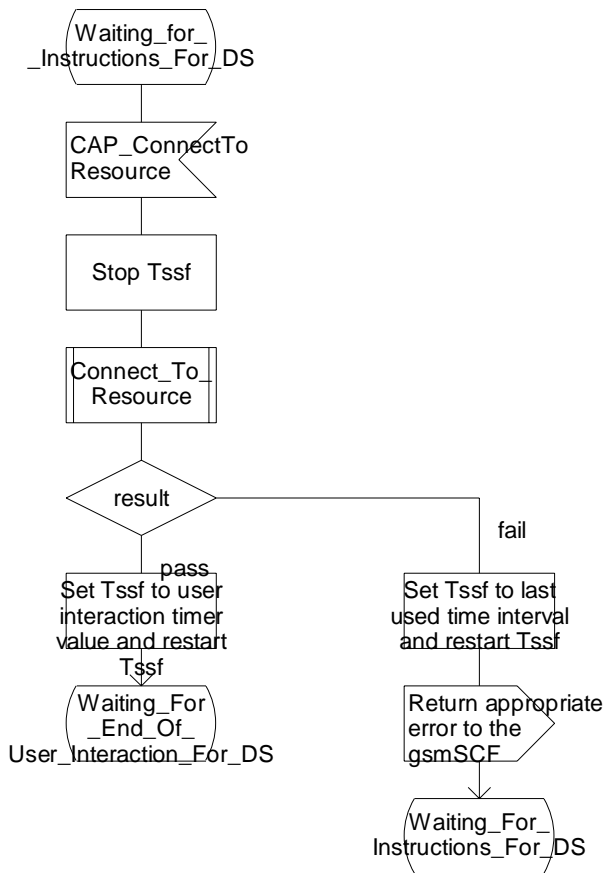 Waiting_for_
_Instructions_For_DS
CAP_ConnectTo
Resource
Stop Tssf
Connect_To_
Resource
result
pass
Set Tssf to user
interaction timer
value and restart
Tssf
Waiting_For
_End_Of_
User_Interaction_For_DS
fail
Set Tssf to last
used time interval
and restart Tssf
Return appropriate
error to the
gsmSCF
Waiting_For_
Instructions_For_DS